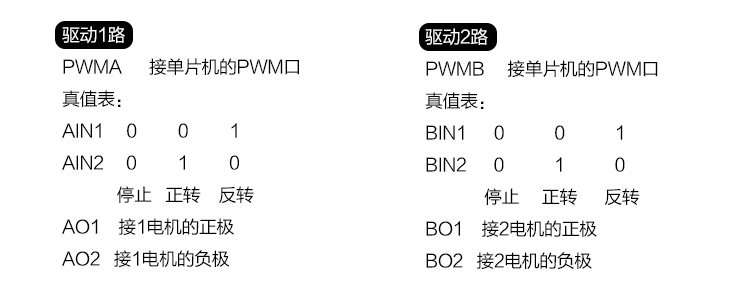 驱动1路
PWMA 接单片机的PWM口
真值表：
AIN1 0 0 1
AIN2 0 1 0
停止 正转 反转
AO1 接1电机的正极
AO2 接1电机的负极
驱动2路
PWMB 接单片机的PWM口
真值表：
BIN1 0 0 1
BIN2 0 1 0
停止 正转 反转
BO1 接2电机的正极
BO2 接2电机的负极